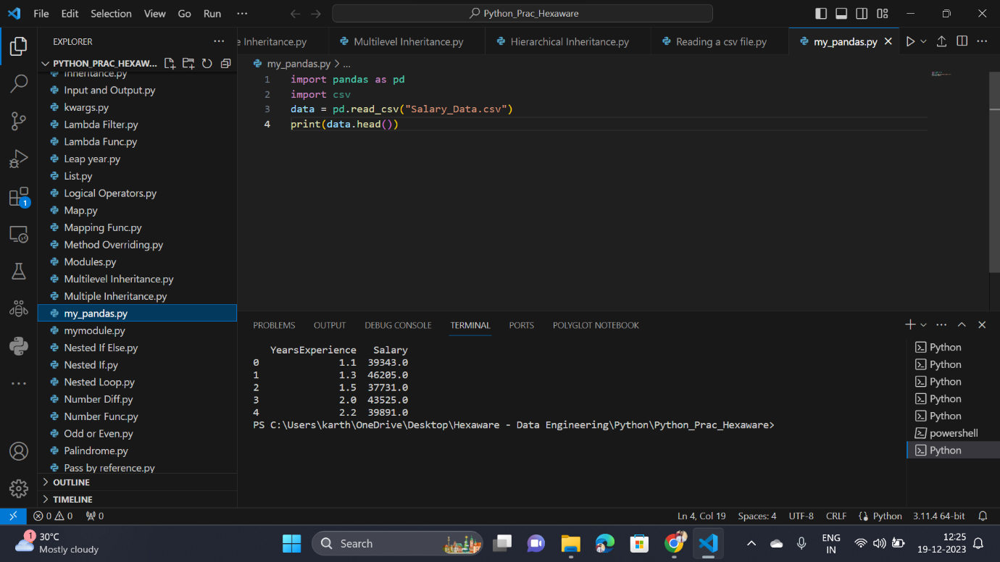 File Edit Selection View Go Run ···
Python_Prac_Hexaware
EXPLORER
PYTHON_PRAC_HEXAW...
Inheritance.py
Input and Output.py
kwargs.py
Lambda Filter.py
Lambda Func.py
Leap year.py
List.py
Logical Operators.py
Map.py
Mapping Func.py
Method Overriding.py
Modules.py
Multilevel Inheritance.py
Multiple Inheritance.py
my_pandas.py
mymodule.py
Nested If Else.py
Nested If.py
Nested Loop.py
Number Diff.py
Number Func.py
Odd or Even.py
Palindrome.py
Pass by reference.py
OUTLINE
TIMELINE
1
e Inheritance.py Multilevel Inheritance.py Hierarchical Inheritance.py Reading a csv file.py my_pandas.py
my_pandas.py > ...
1 import pandas as pd
2 import csv
3 data = pd.read_csv("Salary_Data.csv")
4 print(data.head())
PROBLEMS OUTPUT DEBUG CONSOLE TERMINAL PORTS POLYGLOT NOTEBOOK
YearsExperience Salary
0 1.1 39343.0
1 1.3 46205.0
2 1.5 37731.0
3 2.0 43525.0
4 2.2 39891.0
PS C:\Users\karth\OneDrive\Desktop\Hexaware - Data Engineering\Python\Python_Prac_Hexaware>
Python
Python
Python
Python
Python
powershell
Python
0 0 0 Ln 4, Col 19 Spaces: 4 UTF-8 CRLF Python 3.11.4 64-bit
1
30°C
Mostly cloudy
Search
ENG
IN
12:25
19-12-2023